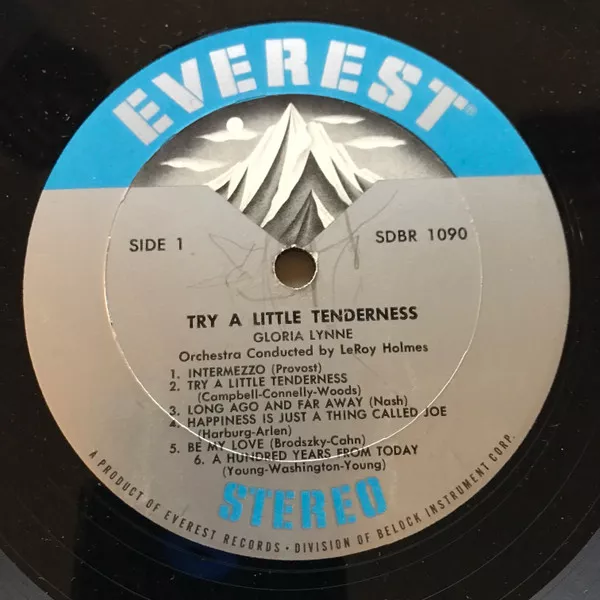 EVEREST®
SIDE 1
SDBR 1090
TRY A LITTLE TENDERNESS
GLORIA LYNNE
Orchestra Conducted by LeRoy Holmes
1. INTERMEZZO (Provost)
2. TRY A LITTLE TENDERNESS
(Campbell-Connelly-Woods)
3. LONG AGO AND FAR AWAY (Nash)
4. HAPPINESS IS JUST A THING CALLED JOE
(Harburg-Arlen)
5. BE MY LOVE (Brodszky-Cahn)
6. A HUNDRED YEARS FROM TODAY
(Young-Washington-Young)
STEREO
A PRODUCT OF EVEREST RECORDS • DIVISION OF BELOCK INSTRUMENT CORP.